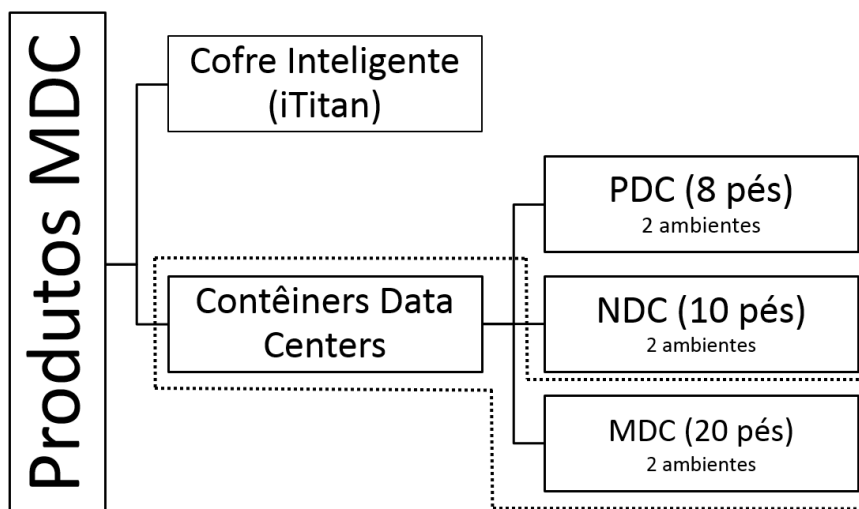 Produtos MDC
Cofre Inteligente
(iTitan)
Contêiners Data
Centers
PDC (8 pés)
2 ambientes
NDC (10 pés)
2 ambientes
MDC (20 pés)
2 ambientes